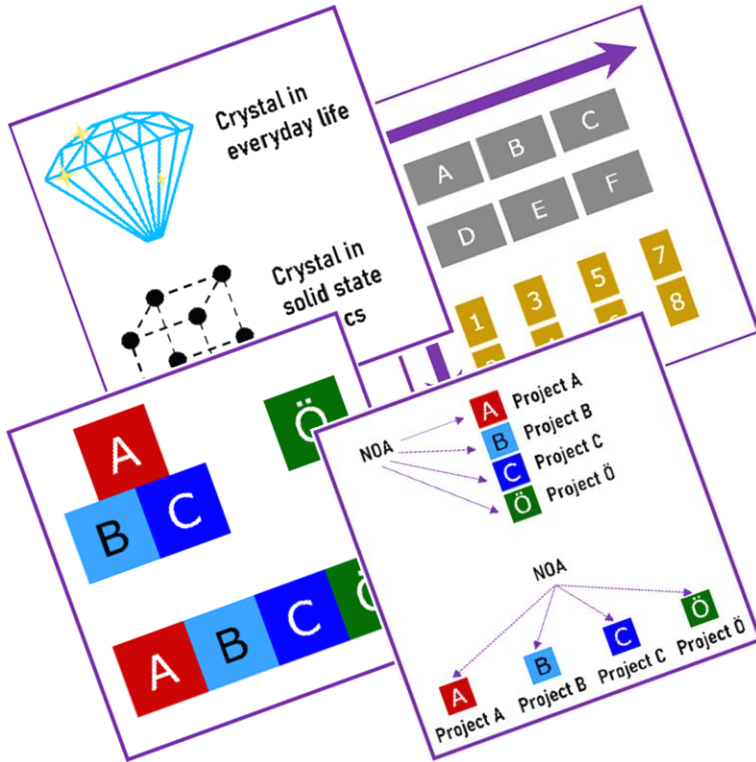 Crystal in
everyday life
Crystal in
solid state
cs
A B C
D E F
1 3 5 7
8
A
B C
Ö
A B C Ö
NOA
A Project A
B Project B
C Project C
Ö Project Ö
NOA
A B C Ö
Project A Project B Project C Project Ö